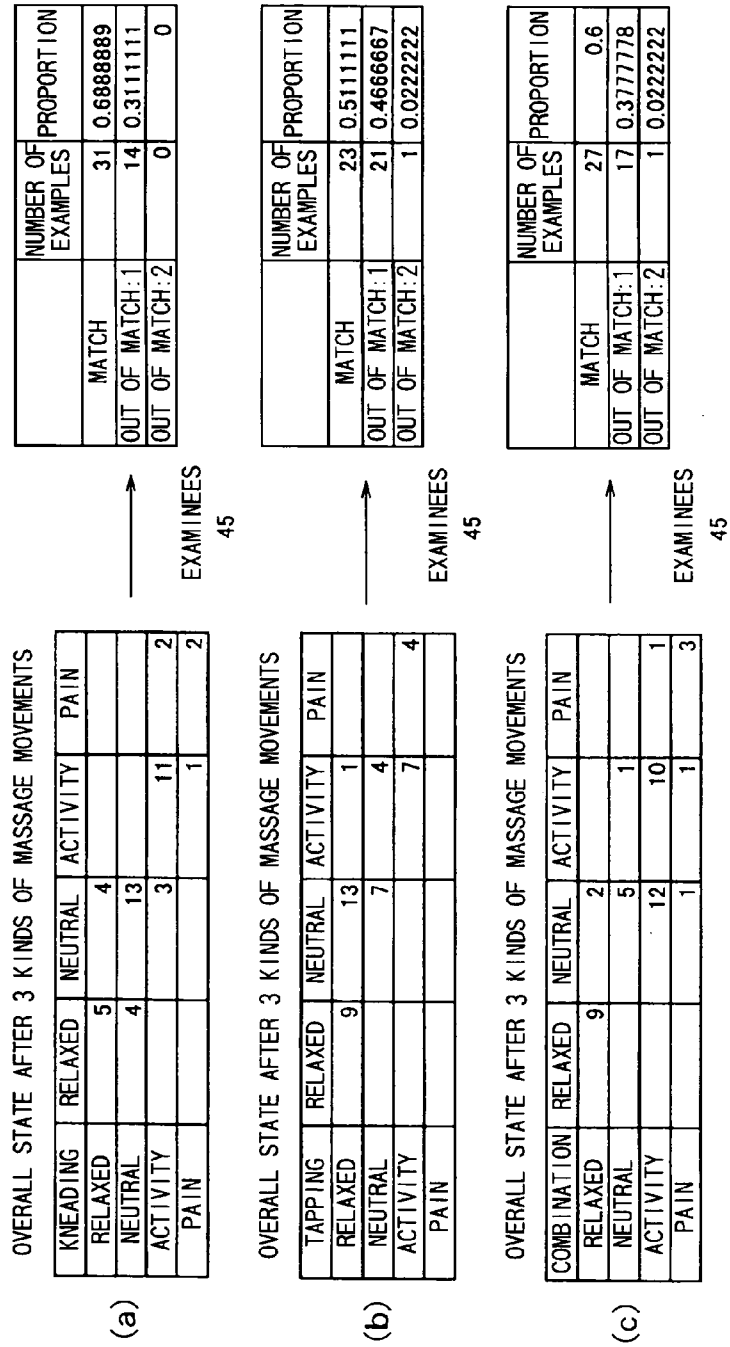 (a)
OVERALL STATE AFTER 3 KINDS OF MASSAGE MOVEMENTS
KNEADING RELAXED NEUTRAL ACTIVITY PAIN
RELAXED 5 4
NEUTRAL 4 13
ACTIVITY 3 11 2
PAIN 1 2
EXAMINEES
45
NUMBER OF EXAMPLES PROPORTION
MATCH 31 0.6888889
OUT OF MATCH:1 14 0.3111111
OUT OF MATCH:2 0 0
(b)
OVERALL STATE AFTER 3 KINDS OF MASSAGE MOVEMENTS
TAPPING RELAXED NEUTRAL ACTIVITY PAIN
RELAXED 9 13 1
NEUTRAL 7 4
ACTIVITY 7 4
PAIN
EXAMINEES
45
NUMBER OF EXAMPLES PROPORTION
MATCH 23 0.5111111
OUT OF MATCH:1 21 0.4666667
OUT OF MATCH:2 1 0.0222222
(c)
OVERALL STATE AFTER 3 KINDS OF MASSAGE MOVEMENTS
COMBINATION RELAXED NEUTRAL ACTIVITY PAIN
RELAXED 9 2
NEUTRAL 5 1
ACTIVITY 12 10 1
PAIN 1 1 3
EXAMINEES
45
NUMBER OF EXAMPLES PROPORTION
MATCH 27 0.6
OUT OF MATCH:1 17 0.3777778
OUT OF MATCH:2 1 0.0222222